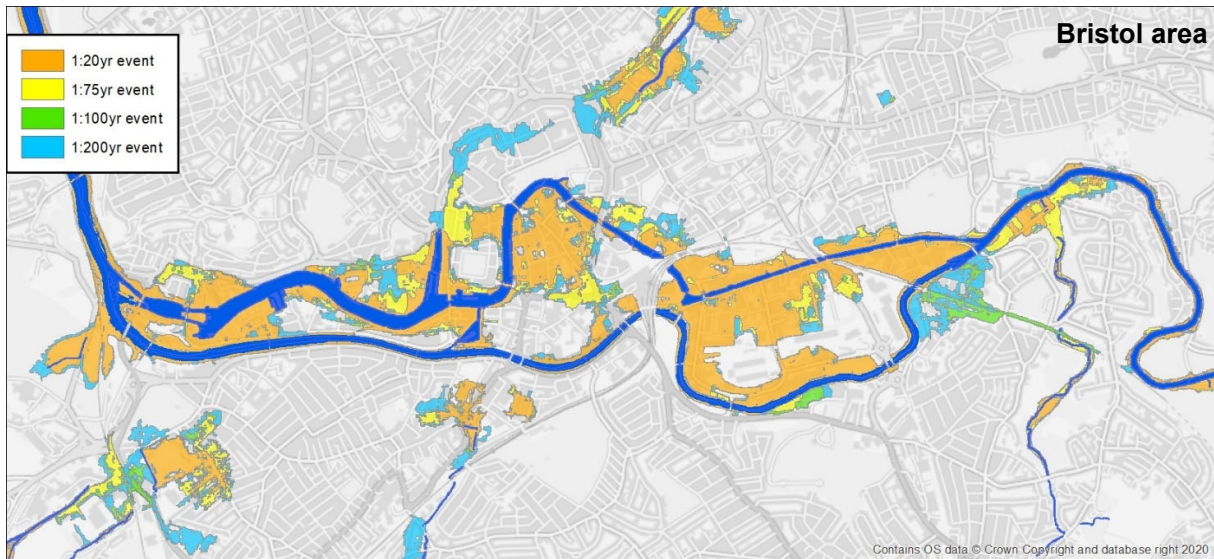 Bristol area
1:20yr event
1:75yr event
1:100yr event
1:200yr event
Contains OS data © Crown Copyright and database right 2020